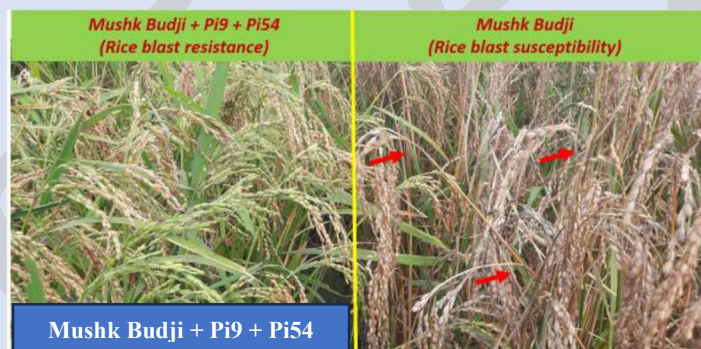 Mushk Budji + Pi9 + Pi54
(Rice blast resistance)
Mushk Budji
(Rice blast susceptibility)
Mushk Budji + Pi9 + Pi54